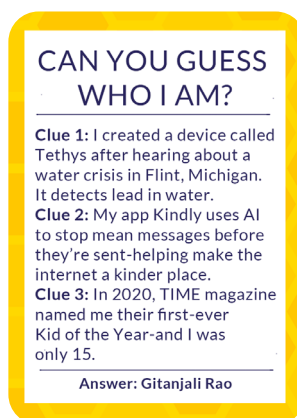 CAN YOU GUESS
WHO I AM?
Clue 1: I created a device called
Tethys after hearing about a
water crisis in Flint, Michigan.
It detects lead in water.
Clue 2: My app Kindly uses AI
to stop mean messages before
they're sent-helping make the
internet a kinder place.
Clue 3: In 2020, TIME magazine
named me their first-ever
Kid of the Year-and I was
only 15.
Answer: Gitanjali Rao